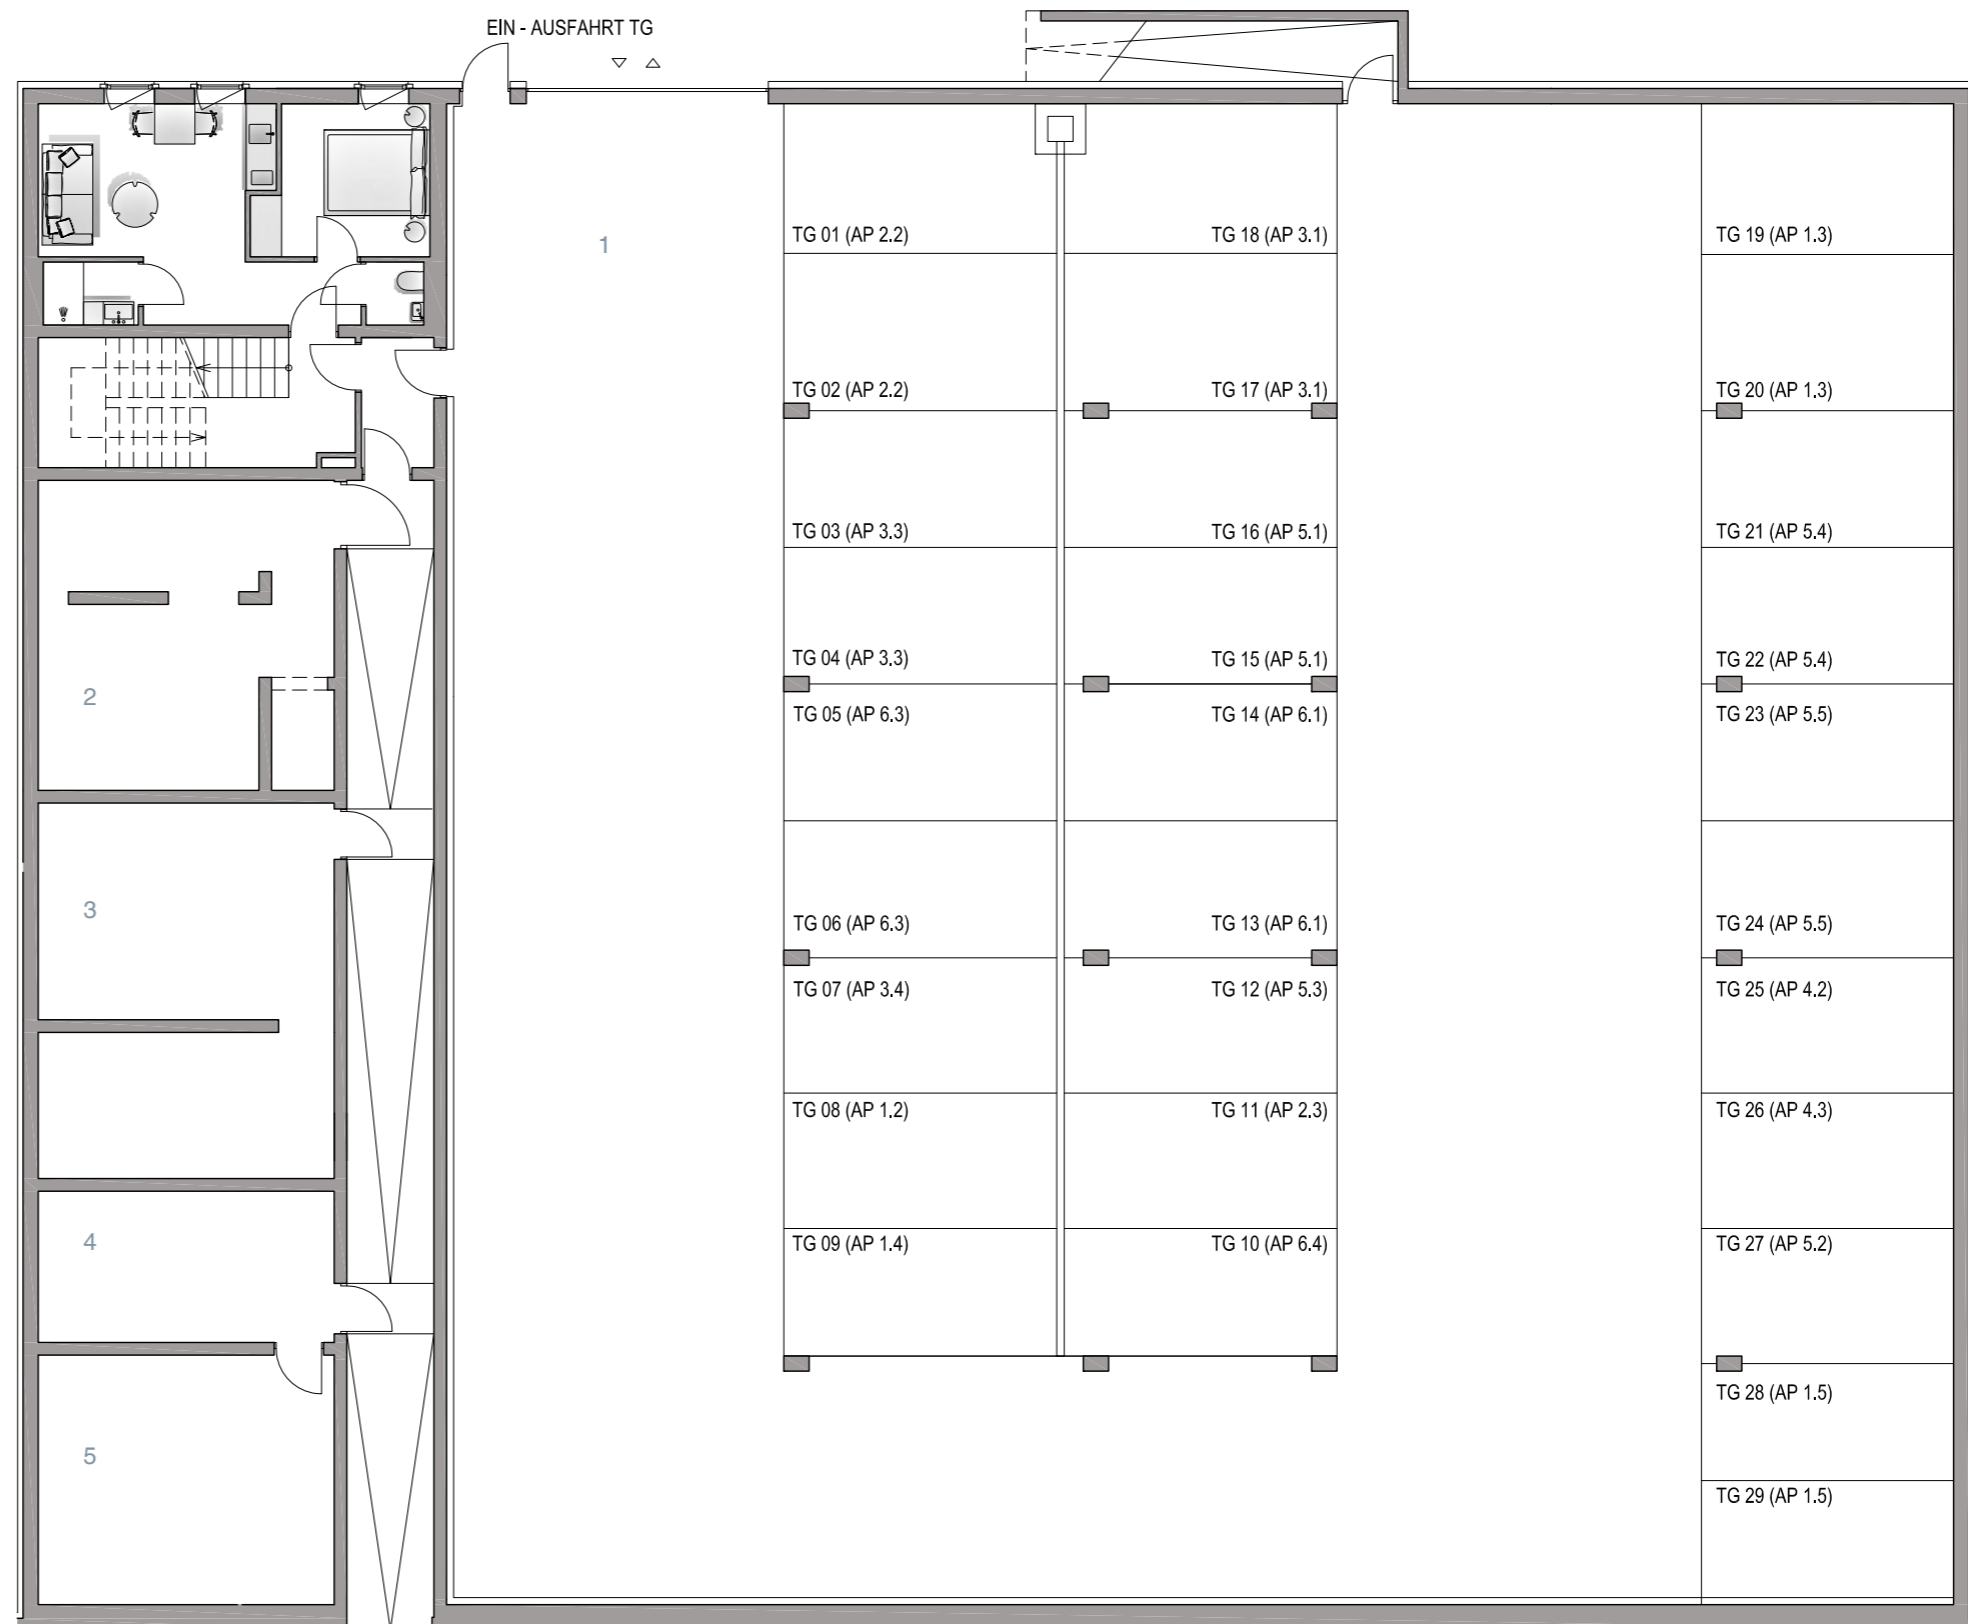 EIN - AUSFAHRT TG
1
TG 01 (AP 2.2)
TG 18 (AP 3.1)
TG 19 (AP 1.3)
TG 02 (AP 2.2)
TG 17 (AP 3.1)
TG 20 (AP 1.3)
TG 03 (AP 3.3)
TG 16 (AP 5.1)
TG 21 (AP 5.4)
TG 04 (AP 3.3)
TG 15 (AP 5.1)
TG 22 (AP 5.4)
2
TG 05 (AP 6.3)
TG 14 (AP 6.1)
TG 23 (AP 5.5)
3
TG 06 (AP 6.3)
TG 13 (AP 6.1)
TG 24 (AP 5.5)
TG 07 (AP 3.4)
TG 12 (AP 5.3)
TG 25 (AP 4.2)
TG 08 (AP 1.2)
TG 11 (AP 2.3)
TG 26 (AP 4.3)
4
TG 09 (AP 1.4)
TG 10 (AP 6.4)
TG 27 (AP 5.2)
TG 28 (AP 1.5)
5
TG 29 (AP 1.5)